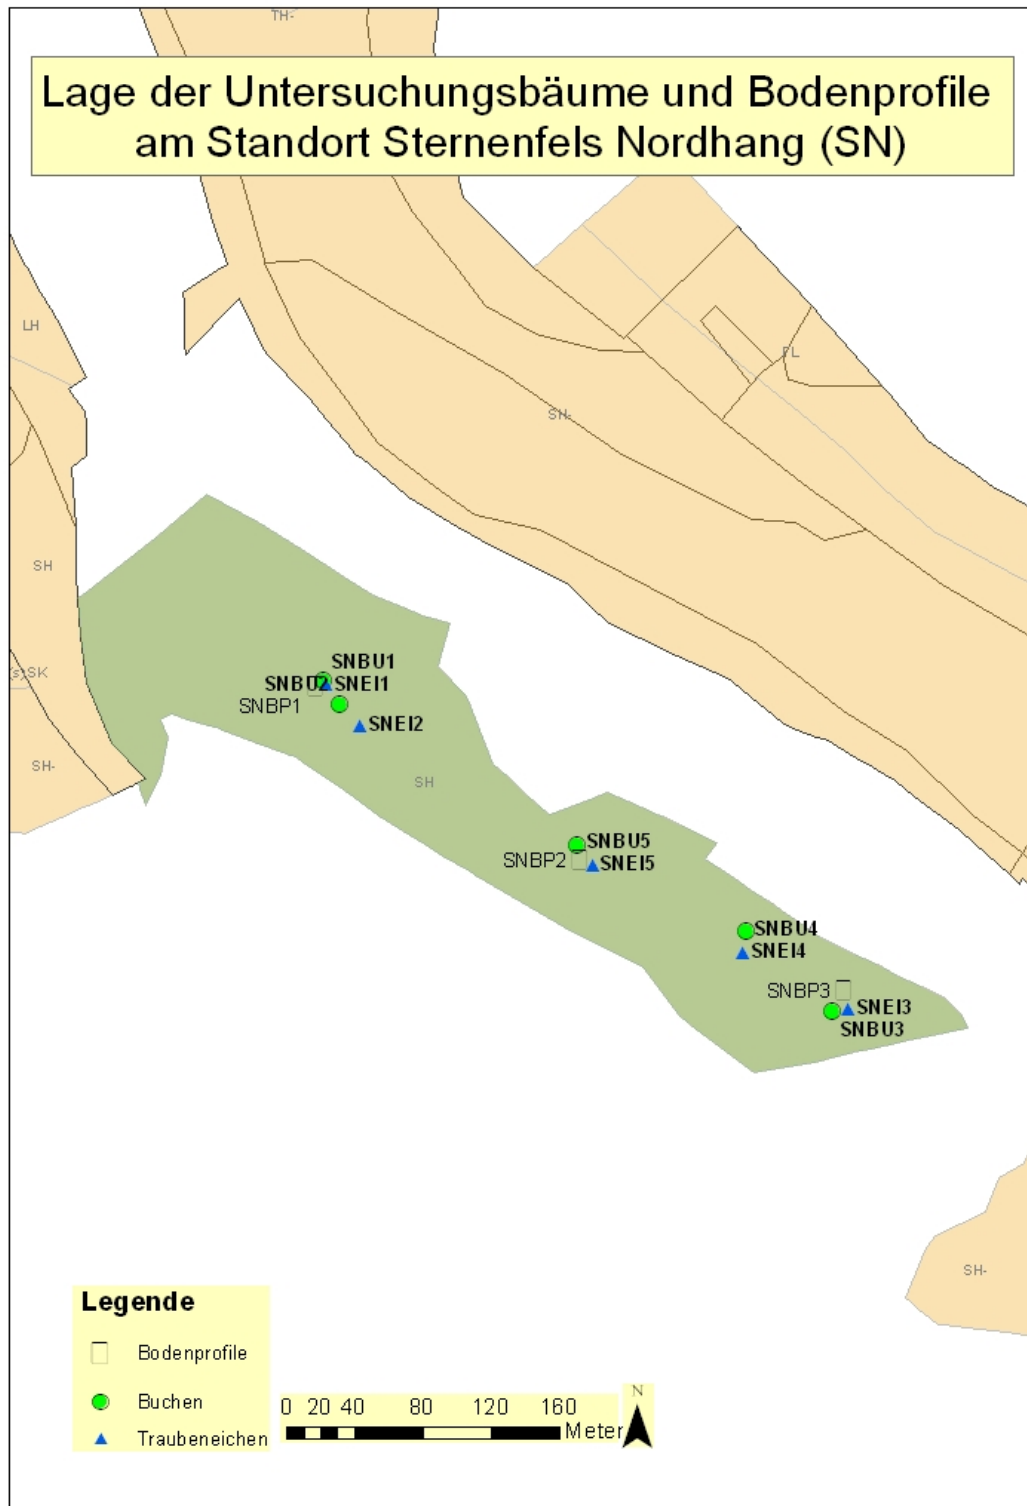 TH-
Lage der Untersuchungsbäume und Bodenprofile
am Standort Sternenfels Nordhang (SN)
LH
SH-
SH
(s)SK
SH-
SNBU1
SNBU2
SNEI1
SNBP1
SNEI2
SH
SNBU5
SNBP2
SNEI5
SNBU4
SNEI4
SNBP3
SNEI3
SNBU3
SH-
Legende
Bodenprofile
Buchen
Traubeneichen
0 20 40 80 120 160
Meter
N